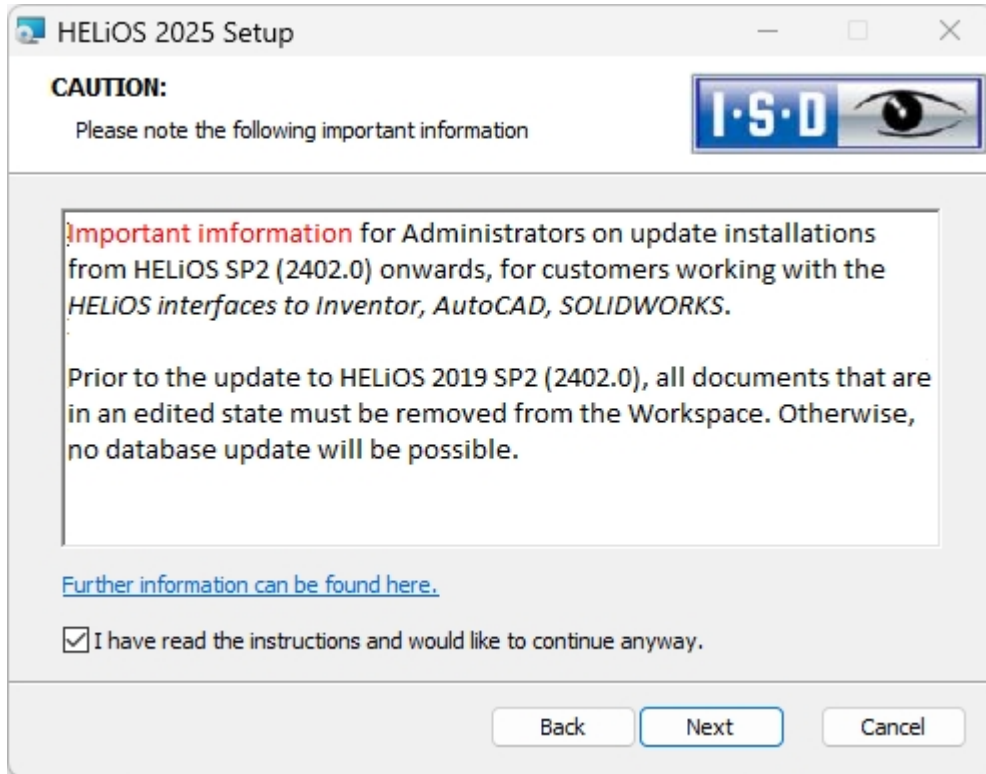 HELiOS 2025 Setup
CAUTION:
Please note the following important information
I·S·D
Important imformation for Administrators on update installations
from HELiOS SP2 (2402.0) onwards, for customers working with the
HELiOS interfaces to Inventor, AutoCAD, SOLIDWORKS.
Prior to the update to HELiOS 2019 SP2 (2402.0), all documents that are
in an edited state must be removed from the Workspace. Otherwise,
no database update will be possible.
Further information can be found here.
I have read the instructions and would like to continue anyway.
Back Next Cancel